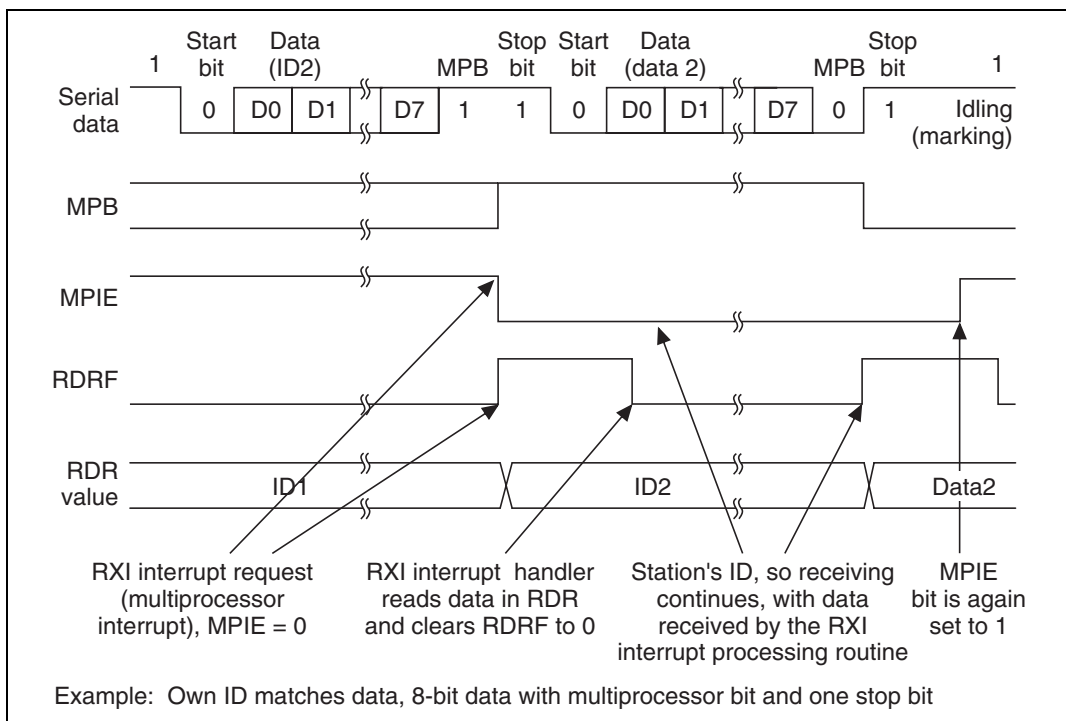 1 Start bit Data (ID2) MPB Stop bit Start bit Data (data 2) MPB Stop bit 1
Serial data 0 D0 D1 D7 1 1 0 D0 D1 D7 0 1 Idling (marking)
MPB
MPIE
RDRF
RDR value ID1 ID2 Data2
RXI interrupt request
(multiprocessor
interrupt), MPIE = 0
RXI interrupt handler
reads data in RDR
and clears RDRF to 0
Station's ID, so receiving
continues, with data
received by the RXI
interrupt processing routine
MPIE
bit is again
set to 1
Example: Own ID matches data, 8-bit data with multiprocessor bit and one stop bit